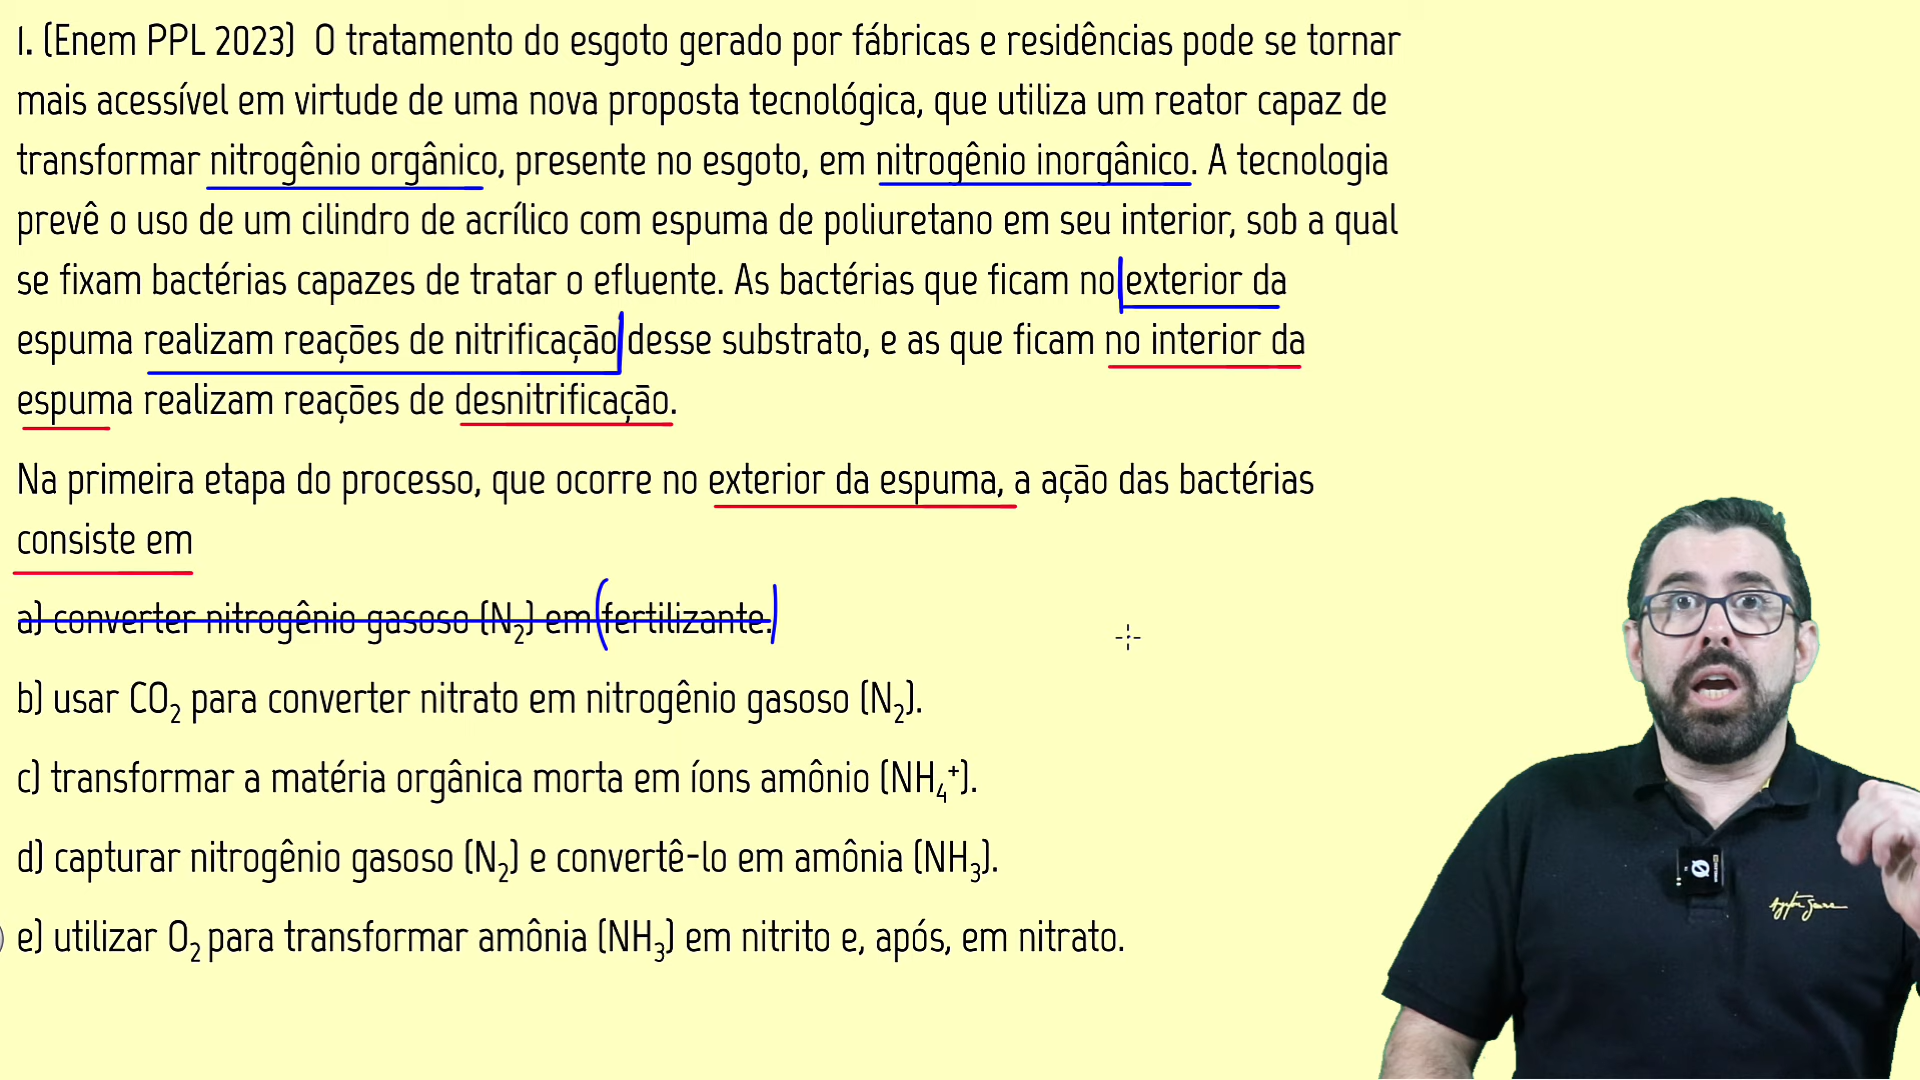 1. (Enem PPL 2023) O tratamento do esgoto gerado por fábricas e residências pode se tornar
mais acessível em virtude de uma nova proposta tecnológica, que utiliza um reator capaz de
transformar nitrogênio orgânico, presente no esgoto, em nitrogênio inorgânico. A tecnologia
prevê o uso de um cilindro de acrílico com espuma de poliuretano em seu interior, sob a qual
se fixam bactérias capazes de tratar o efluente. As bactérias que ficam no exterior da
espuma realizam reações de nitrificação desse substrato, e as que ficam no interior da
espuma realizam reações de desnitrificação.
Na primeira etapa do processo, que ocorre no exterior da espuma, a ação das bactérias
consiste em
a) converter nitrogênio gasoso (N₂) em fertilizante.
b) usar CO₂ para converter nitrato em nitrogênio gasoso (N₂).
c) transformar a matéria orgânica morta em íons amônio (NH₄⁺).
d) capturar nitrogênio gasoso (N₂) e convertê-lo em amônia (NH₃).
e) utilizar O₂ para transformar amônia (NH₃) em nitrito e, após, em nitrato.